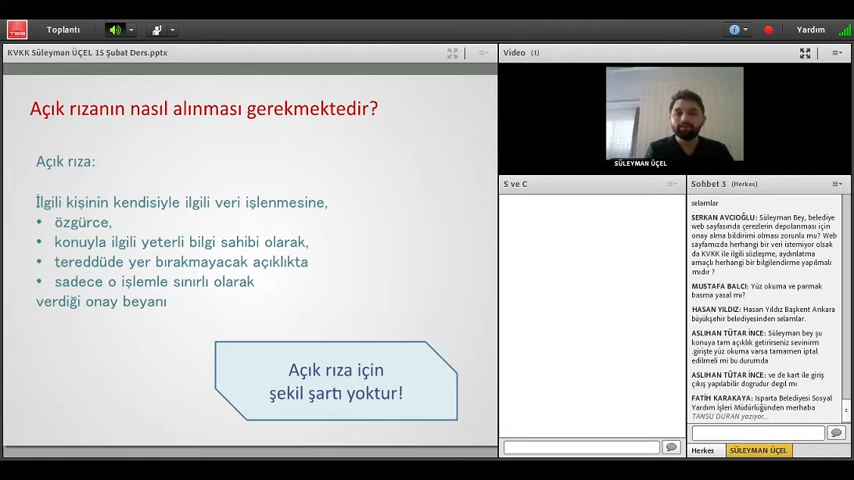 Toplantı
Yardım
KVKK Süleyman ÜÇEL 15 Şubat Ders.pptx
Açık rızanın nasıl alınması gerekmektedir?
Açık rıza:
İlgili kişinin kendisiyle ilgili veri işlenmesine,
• özgürce,
• konuyla ilgili yeterli bilgi sahibi olarak,
• tereddüde yer bırakmayacak açıklıkta
• sadece o işlemle sınırlı olarak
verdiği onay beyanı
Açık rıza için
şekil şartı yoktur!
Video (1)
SÜLEYMAN ÜÇEL
S ve C
Sohbet 3 (Herkes)
selamlar
SERKAN AVCIOĞLU: Süleyman Bey, belediye
web sayfasında çerezlerin depolanması için
onay alma bildirimi olması zorunlu mu? Web
sayfamızda herhangi bir veri istemiyor olsak
da KVKK ile ilgili sözleşme, aydınlatma
amaçlı herhangi bir bilgilendirme yapılmalı
mıdır ?
MUSTAFA BALCI: Yüz okuma ve parmak
basma yasal mı?
HASAN YILDIZ: Hasan Yıldız Başkent Ankara
büyükşehir belediyesinden selamlar.
ASLIHAN TÜTAR İNCE: Süleyman bey şu
konuya tam açıklık getirirseniz sevinirm
.girişte yüz okuma varsa tamamen iptal
edilmeli mi bu durumda
ASLIHAN TÜTAR İNCE: ve de kart ile giriş
çıkış yapılabilir dogrudur degıl mı
FATİH KARAKAYA: Isparta Belediyesi Sosyal
Yardım İşleri Müdürlüğünden merhaba
TANSU DURAN yazıyor...
Herkes
SÜLEYMAN ÜÇEL